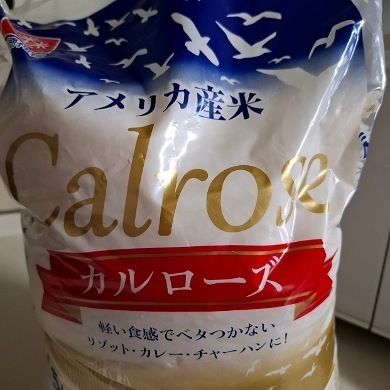 アメリカ産米
Calrose
カルローズ
軽い食感でベタつかない
リゾット・カレー・チャーハンに!